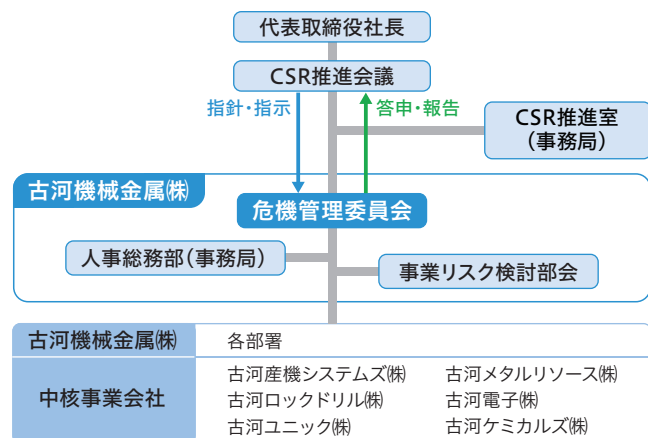 代表取締役社長
CSR推進会議
指針・指示
答申・報告
CSR推進室
(事務局)
古河機械金属㈱
危機管理委員会
人事総務部(事務局)
事業リスク検討部会
古河機械金属㈱
各部署
中核事業会社
古河産機システムズ㈱
古河メタルリソース㈱
古河ロックドリル㈱
古河電子㈱
古河ユニック㈱
古河ケミカルズ㈱